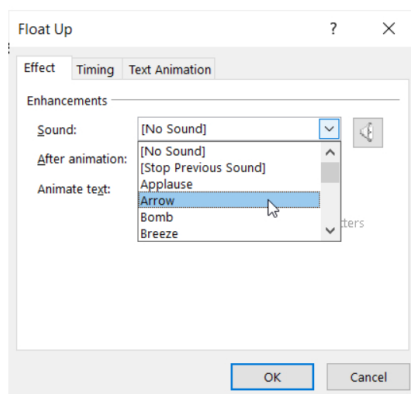 Float Up ? ×
Effect Timing Text Animation
Enhancements
Sound: [No Sound]
[No Sound]
After animation: [Stop Previous Sound]
Applause
Animate text:
Arrow
Bomb
Breeze
OK Cancel